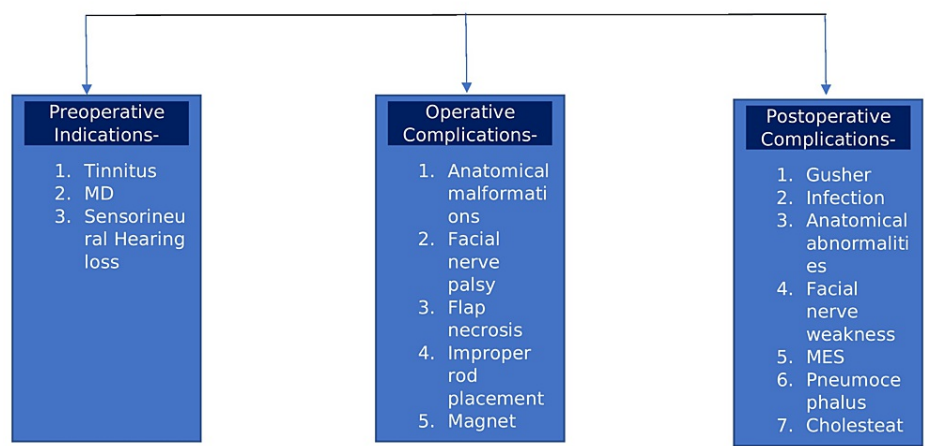 Preoperative
Indications-
1. Tinnitus
2. MD
3. Sensorineu
ral Hearing
loss
Operative
Complications-
1. Anatomical
malformati
ons
2. Facial
nerve
palsy
3. Flap
necrosis
4. Improper
rod
placement
5. Magnet
Postoperative
Complications-
1. Gusher
2. Infection
3. Anatomical
abnormaliti
es
4. Facial
nerve
weakness
5. MES
6. Pneumoce
phalus
7. Cholesteat